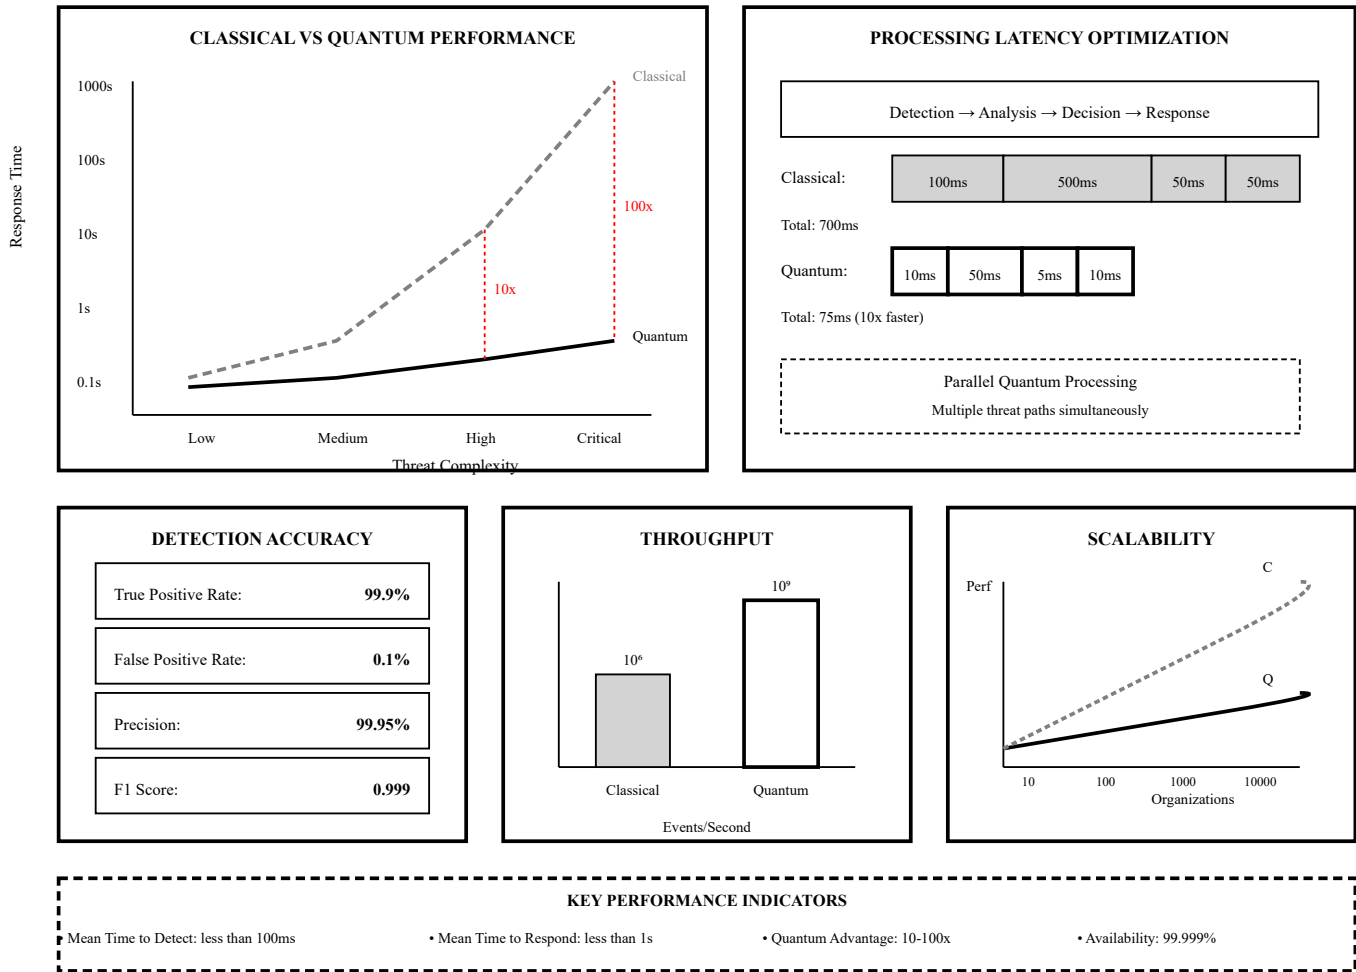 CLASSICAL VS QUANTUM PERFORMANCE
Response Time
1000s
100s
10s
1s
0.1s
Classical
100x
10x
Quantum
Low Medium High Critical
Threat Complexity
PROCESSING LATENCY OPTIMIZATION
Detection → Analysis → Decision → Response
Classical: 100ms 500ms 50ms 50ms
Total: 700ms
Quantum: 10ms 50ms 5ms 10ms
Total: 75ms (10x faster)
Parallel Quantum Processing
Multiple threat paths simultaneously
DETECTION ACCURACY
True Positive Rate: 99.9%
False Positive Rate: 0.1%
Precision: 99.95%
F1 Score: 0.999
THROUGHPUT
10⁹
10⁶
Classical Quantum
Events/Second
SCALABILITY
C
Perf
Q
10 100 1000 10000
Organizations
KEY PERFORMANCE INDICATORS
• Mean Time to Detect: less than 100ms • Mean Time to Respond: less than 1s • Quantum Advantage: 10-100x • Availability: 99.999%